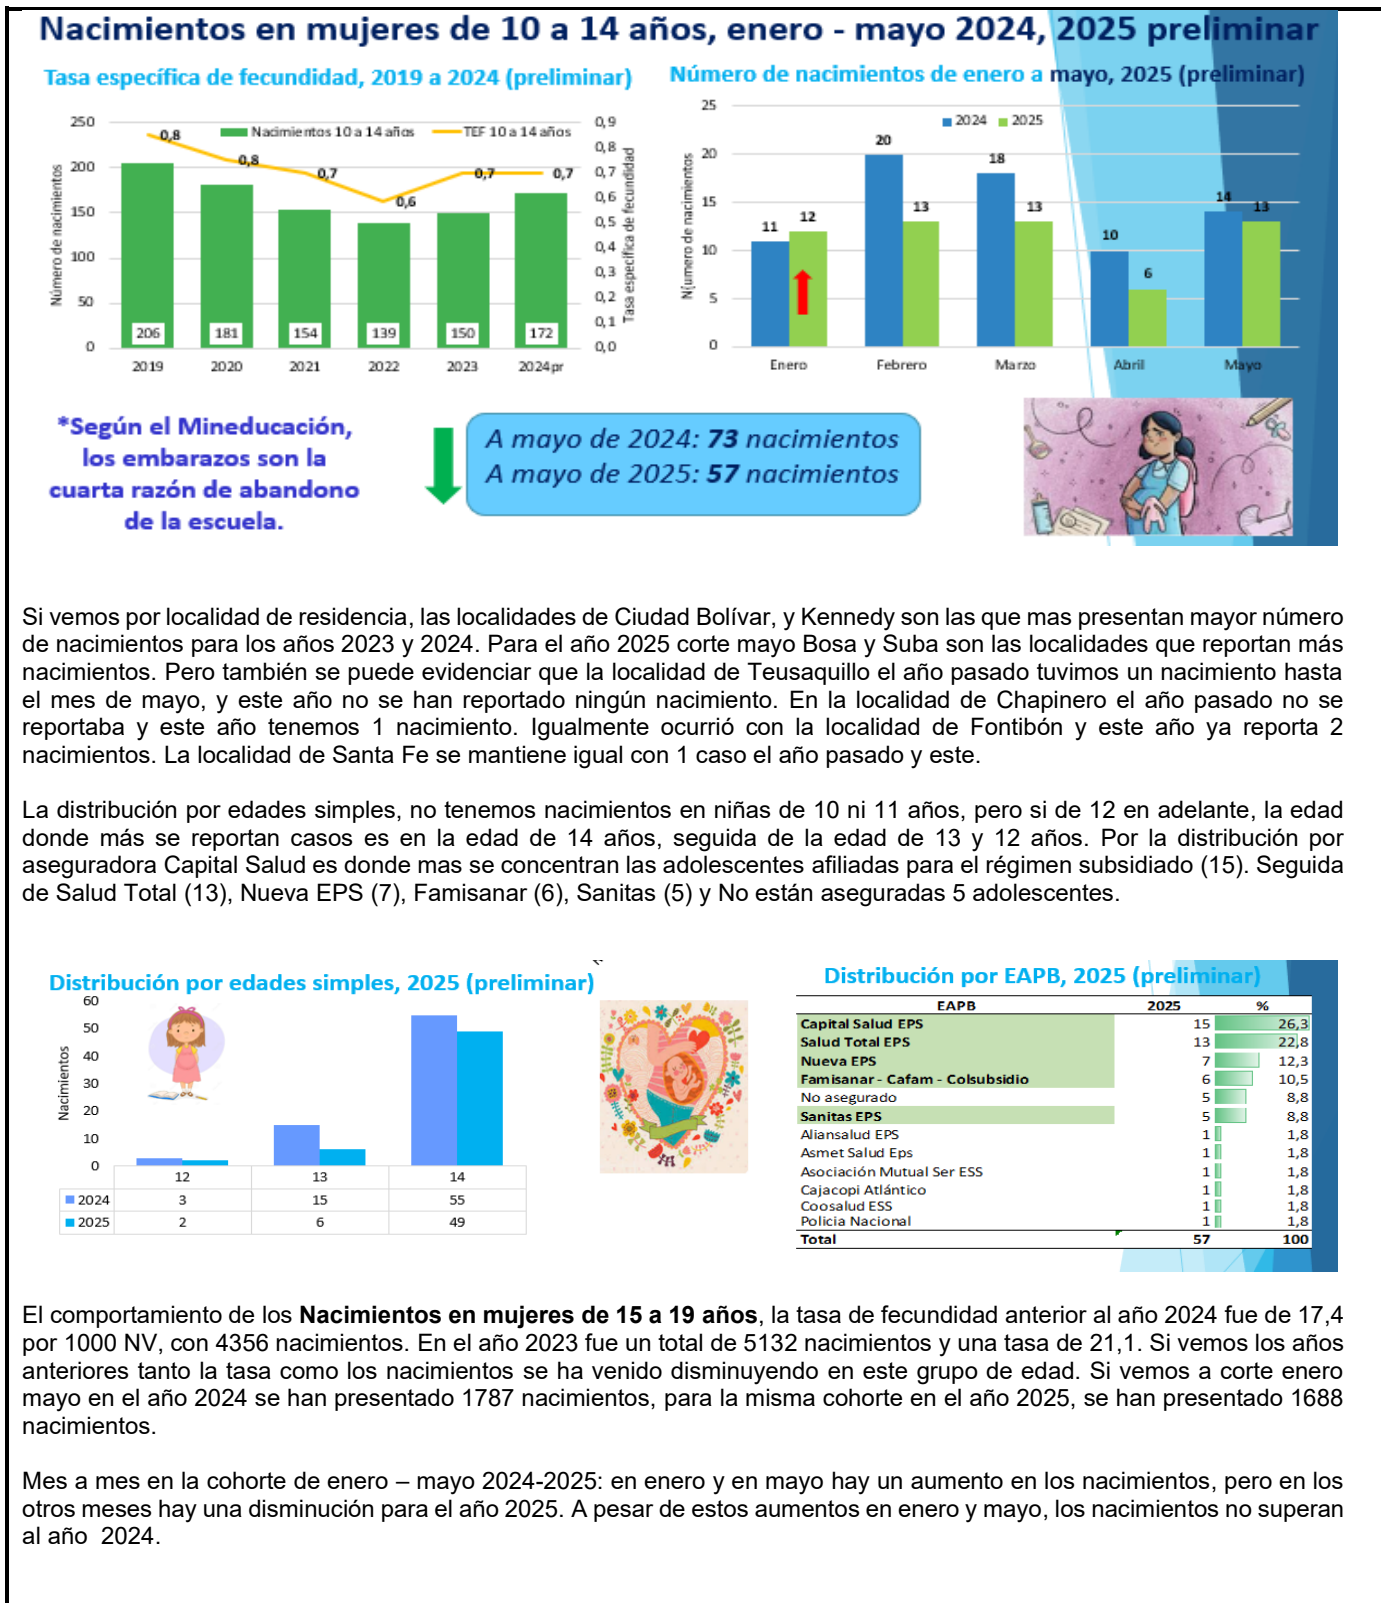 Nacimientos en mujeres de 10 a 14 años, enero - mayo 2024, 2025 preliminar
Tasa específica de fecundidad, 2019 a 2024 (preliminar)
Número de nacimientos
250
200
150
100
50
0
Nacimientos 10 a 14 años
TEF 10 a 14 años
0,8
0,8
0,7
0,6
0,7
0,7
206
181
154
139
150
172
2019
2020
2021
2022
2023
2024pr
0,9
0,8
0,7
0,6
0,5
0,4
0,3
0,2
0,1
0,0
Tasa específica de fecundidad
Número de nacimientos de enero a mayo, 2025 (preliminar)
N{umero de nacimientos
25
20
15
10
5
0
2024
2025
11
12
20
13
18
13
10
6
14
13
Enero
Febrero
Marzo
Abril
Mayo
*Según el Mineducación,
los embarazos son la
cuarta razón de abandono
de la escuela.
A mayo de 2024: 73 nacimientos
A mayo de 2025: 57 nacimientos
Si vemos por localidad de residencia, las localidades de Ciudad Bolívar, y Kennedy son las que mas presentan mayor número
de nacimientos para los años 2023 y 2024. Para el año 2025 corte mayo Bosa y Suba son las localidades que reportan más
nacimientos. Pero también se puede evidenciar que la localidad de Teusaquillo el año pasado tuvimos un nacimiento hasta
el mes de mayo, y este año no se han reportado ningún nacimiento. En la localidad de Chapinero el año pasado no se
reportaba y este año tenemos 1 nacimiento. Igualmente ocurrió con la localidad de Fontibón y este año ya reporta 2
nacimientos. La localidad de Santa Fe se mantiene igual con 1 caso el año pasado y este.
La distribución por edades simples, no tenemos nacimientos en niñas de 10 ni 11 años, pero si de 12 en adelante, la edad
donde más se reportan casos es en la edad de 14 años, seguida de la edad de 13 y 12 años. Por la distribución por
aseguradora Capital Salud es donde mas se concentran las adolescentes afiliadas para el régimen subsidiado (15). Seguida
de Salud Total (13), Nueva EPS (7), Famisanar (6), Sanitas (5) y No están aseguradas 5 adolescentes.
Distribución por edades simples, 2025 (preliminar)
Nacimientos
60
50
40
30
20
10
0
12 13 14
2024 3 15 55
2025 2 6 49
Distribución por EAPB, 2025 (preliminar)
EAPB 2025 %
Capital Salud EPS 15 26,3
Salud Total EPS 13 22,8
Nueva EPS 7 12,3
Famisanar - Cafam - Colsubsidio 6 10,5
No asegurado 5 8,8
Sanitas EPS 5 8,8
Aliansalud EPS 1 1,8
Asmet Salud Eps 1 1,8
Asociación Mutual Ser ESS 1 1,8
Cajacopi Atlántico 1 1,8
Coosalud ESS 1 1,8
Policia Nacional 1 1,8
Total 57 100
El comportamiento de los Nacimientos en mujeres de 15 a 19 años, la tasa de fecundidad anterior al año 2024 fue de 17,4
por 1000 NV, con 4356 nacimientos. En el año 2023 fue un total de 5132 nacimientos y una tasa de 21,1. Si vemos los años
anteriores tanto la tasa como los nacimientos se ha venido disminuyendo en este grupo de edad. Si vemos a corte enero
mayo en el año 2024 se han presentado 1787 nacimientos, para la misma cohorte en el año 2025, se han presentado 1688
nacimientos.
Mes a mes en la cohorte de enero – mayo 2024-2025: en enero y en mayo hay un aumento en los nacimientos, pero en los
otros meses hay una disminución para el año 2025. A pesar de estos aumentos en enero y mayo, los nacimientos no superan
al año 2024.